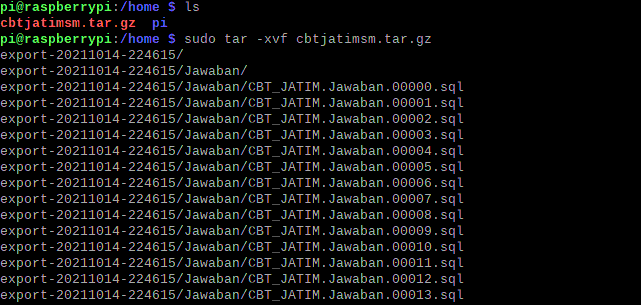 pi@raspberrypi:/home $ ls
cbtjatimsm.tar.gz  pi
pi@raspberrypi:/home $ sudo tar -xvf cbtjatimsm.tar.gz
export-20211014-224615/
export-20211014-224615/Jawaban/
export-20211014-224615/Jawaban/CBT_JATIM.Jawaban.00000.sql
export-20211014-224615/Jawaban/CBT_JATIM.Jawaban.00001.sql
export-20211014-224615/Jawaban/CBT_JATIM.Jawaban.00002.sql
export-20211014-224615/Jawaban/CBT_JATIM.Jawaban.00003.sql
export-20211014-224615/Jawaban/CBT_JATIM.Jawaban.00004.sql
export-20211014-224615/Jawaban/CBT_JATIM.Jawaban.00005.sql
export-20211014-224615/Jawaban/CBT_JATIM.Jawaban.00006.sql
export-20211014-224615/Jawaban/CBT_JATIM.Jawaban.00007.sql
export-20211014-224615/Jawaban/CBT_JATIM.Jawaban.00008.sql
export-20211014-224615/Jawaban/CBT_JATIM.Jawaban.00009.sql
export-20211014-224615/Jawaban/CBT_JATIM.Jawaban.00010.sql
export-20211014-224615/Jawaban/CBT_JATIM.Jawaban.00011.sql
export-20211014-224615/Jawaban/CBT_JATIM.Jawaban.00012.sql
export-20211014-224615/Jawaban/CBT_JATIM.Jawaban.00013.sql